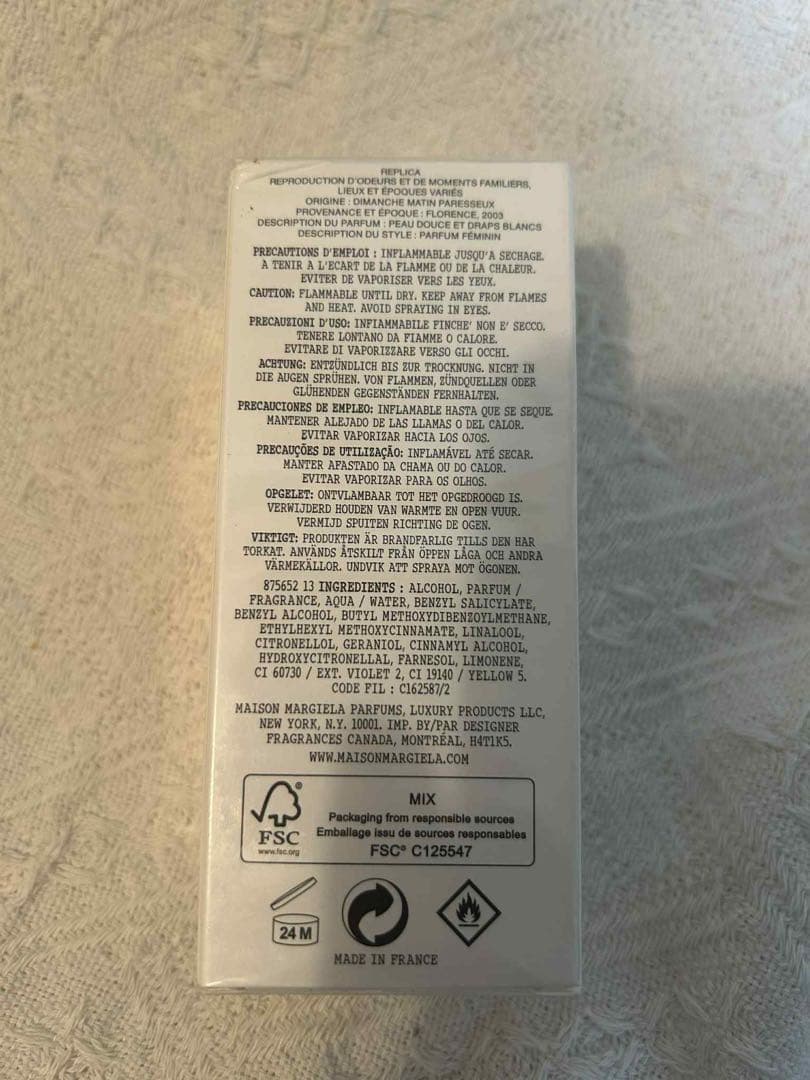 REPLICA
REPRODUCTION D'ODEURS ET DE MOMENTS FAMILIERS,
LIEUX ET ÉPOQUES VARIÉS
ORIGINE : DIMANCHE MATIN PARESSEUX
PROVENANCE ET ÉPOQUE : FLORENCE, 2003
DESCRIPTION DU PARFUM : PEAU DOUCE ET DRAPS BLANCS
DESCRIPTION DU STYLE : PARFUM FÉMININ
PRECAUTIONS D'EMPLOI : INFLAMMABLE JUSQU'A SECHAGE.
A TENIR A L'ECART DE LA FLAMME OU DE LA CHALEUR.
EVITER DE VAPORISER VERS LES YEUX.
CAUTION: FLAMMABLE UNTIL DRY. KEEP AWAY FROM FLAMES
AND HEAT. AVOID SPRAYING IN EYES.
PRECAUZIONI D'USO: INFIAMMABILE FINCHE' NON E' SECCO.
TENERE LONTANO DA FIAMME O CALORE.
EVITARE DI VAPORIZZARE VERSO GLI OCCHI.
ACHTUNG: ENTZÜNDLICH BIS ZUR TROCKNUNG. NICHT IN
DIE AUGEN SPRÜHEN. VON FLAMMEN, ZÜNDQUELLEN ODER
GLÜHENDEN GEGENSTÄNDEN FERNHALTEN.
PRECAUCIONES DE EMPLEO: INFLAMABLE HASTA QUE SE SEQUE.
MANTENER ALEJADO DE LAS LLAMAS O DEL CALOR.
EVITAR VAPORIZAR HACIA LOS OJOS.
PRECAUÇÕES DE UTILIZAÇÃO: INFLAMÁVEL ATÉ SECAR.
MANTER AFASTADO DA CHAMA OU DO CALOR.
EVITAR VAPORIZAR PARA OS OLHOS.
OPGELET: ONTVLAMBAAR TOT HET OPGEDROOGD IS.
VERWIJDERD HOUDEN VAN WARMTE EN OPEN VUUR.
VERMIJD SPUITEN RICHTING DE OGEN.
VIKTIGT: PRODUKTEN ÄR BRANDFARLIG TILLS DEN HAR
TORKAT. ANVÄNDS ÅTSKILT FRÅN ÖPPEN LÅGA OCH ANDRA
VÄRMEKÄLLOR. UNDVIK ATT SPRAYA MOT ÖGONEN.
875652 13 INGREDIENTS : ALCOHOL, PARFUM /
FRAGRANCE, AQUA / WATER, BENZYL SALICYLATE,
BENZYL ALCOHOL, BUTYL METHOXYDIBENZOYLMETHANE,
ETHYLHEXYL METHOXYCINNAMATE, LINALOOL,
CITRONELLOL, GERANIOL, CINNAMYL ALCOHOL,
HYDROXYCITRONELLAL, FARNESOL, LIMONENE,
CI 60730 / EXT. VIOLET 2, CI 19140 / YELLOW 5.
CODE FIL : C162587/2
MAISON MARGIELA PARFUMS, LUXURY PRODUCTS LLC,
NEW YORK, N.Y. 10001. IMP. BY/PAR DESIGNER
FRAGRANCES CANADA, MONTRÉAL, H4T1K5.
WWW.MAISONMARGIELA.COM
FSC
www.fsc.org
MIX
Packaging from responsible sources
Emballage issu de sources responsables
FSC® C125547
24 M
MADE IN FRANCE